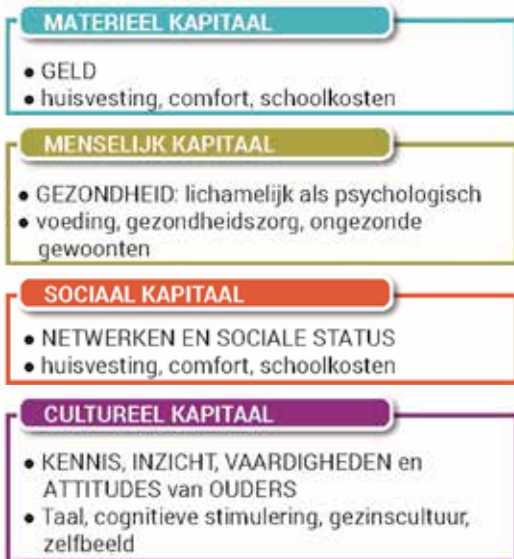 MATERIEEL KAPITAAL
● GELD
● huisvesting, comfort, schoolkosten
MENSELIJK KAPITAAL
● GEZONDHEID: lichamelijk als psychologisch
● voeding, gezondheidszorg, ongezonde
gewoonten
SOCIAAL KAPITAAL
● NETWERKEN EN SOCIALE STATUS
● huisvesting, comfort, schoolkosten
CULTUREEL KAPITAAL
● KENNIS, INZICHT, VAARDIGHEDEN en
ATTITUDES van OUDERS
● Taal, cognitieve stimulering, gezinscultuur,
zelfbeeld